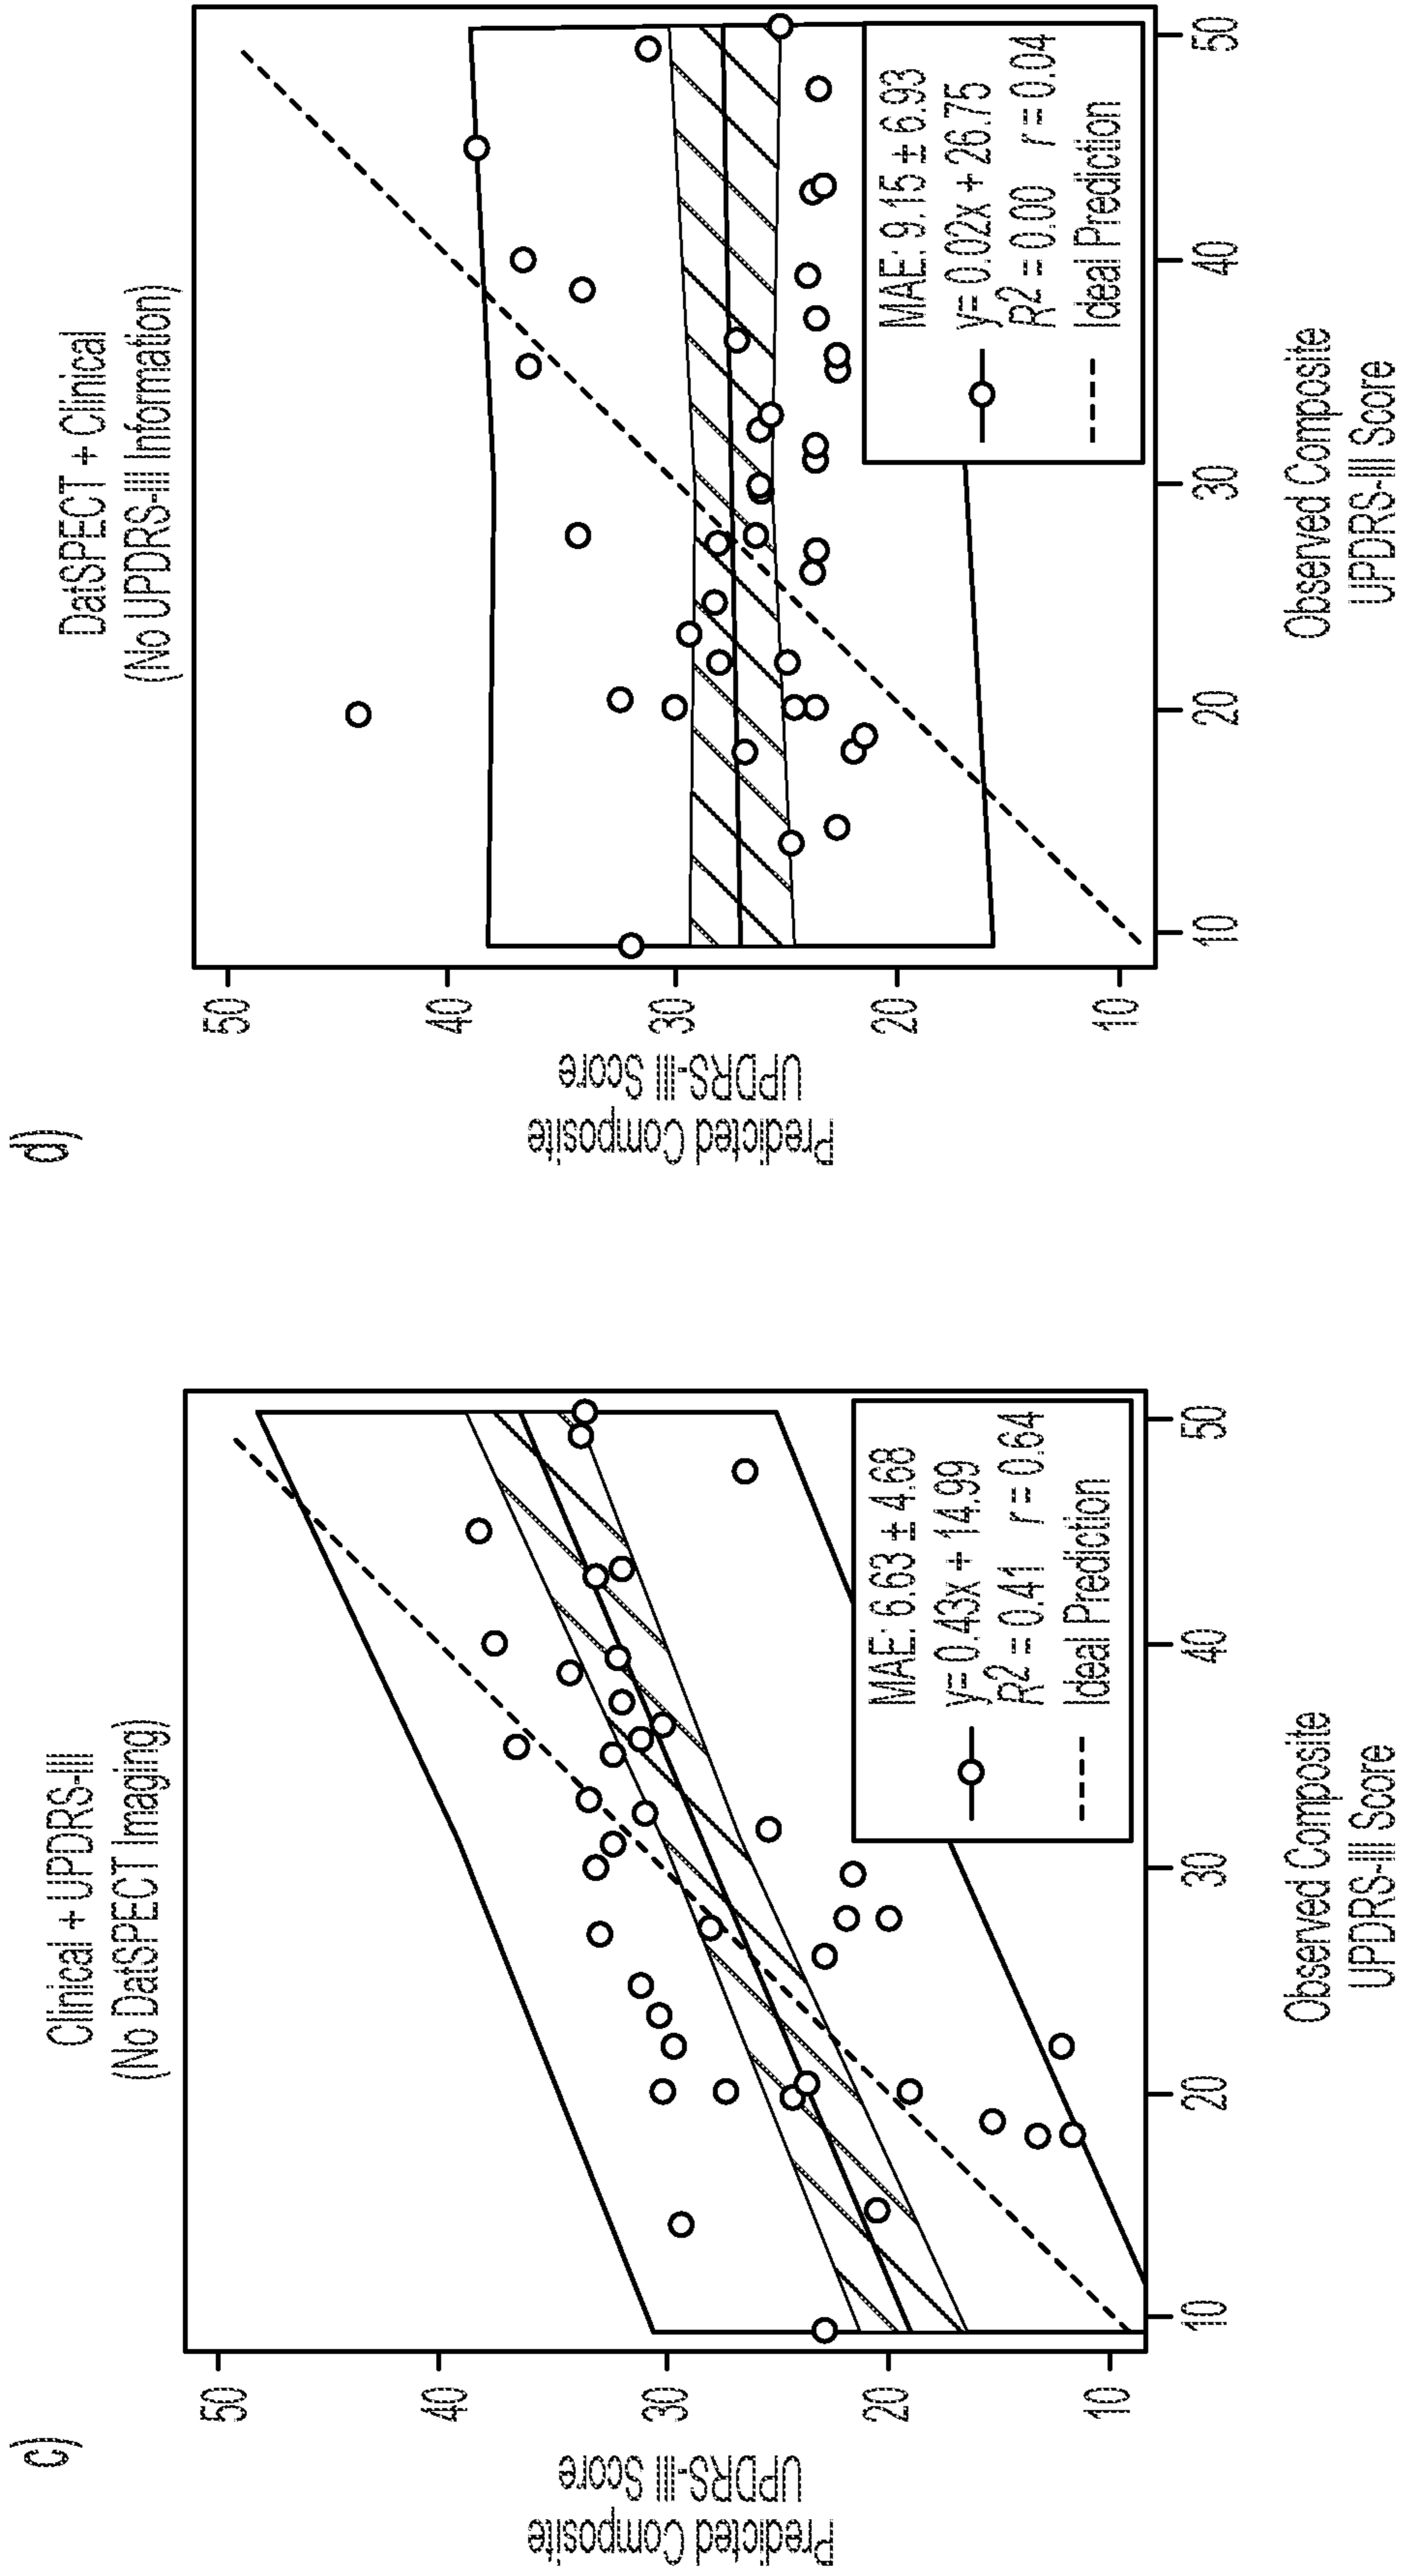 c)
Clinical + UPDRS-III
(No DatSPECT Imaging)
Predicted Composite
UPDRS-III Score
50
40
30
20
10
MAE: 6.63 ± 4.68
y= 0.43x + 14.99
R2 = 0.41 r = 0.64
Ideal Prediction
10
20
30
40
50
Observed Composite
UPDRS-III Score
d)
DatSPECT + Clinical
(No UPDRS-III Information)
Predicted Composite
UPDRS-III Score
50
40
30
20
10
MAE: 9.15 ± 6.93
y= 0.02x + 26.75
R2 = 0.00 r = 0.04
Ideal Prediction
10
20
30
40
50
Observed Composite
UPDRS-III Score